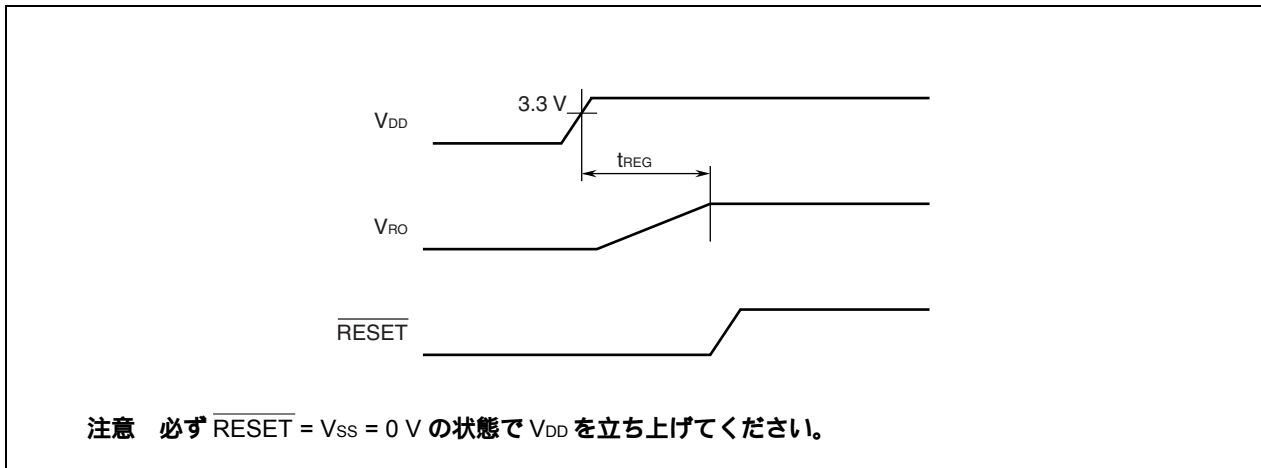 3.3 V
VDD
tREG
VRO
RESET
注意 必ず RESET = VSS = 0 V の状態で VDD を立ち上げてください。